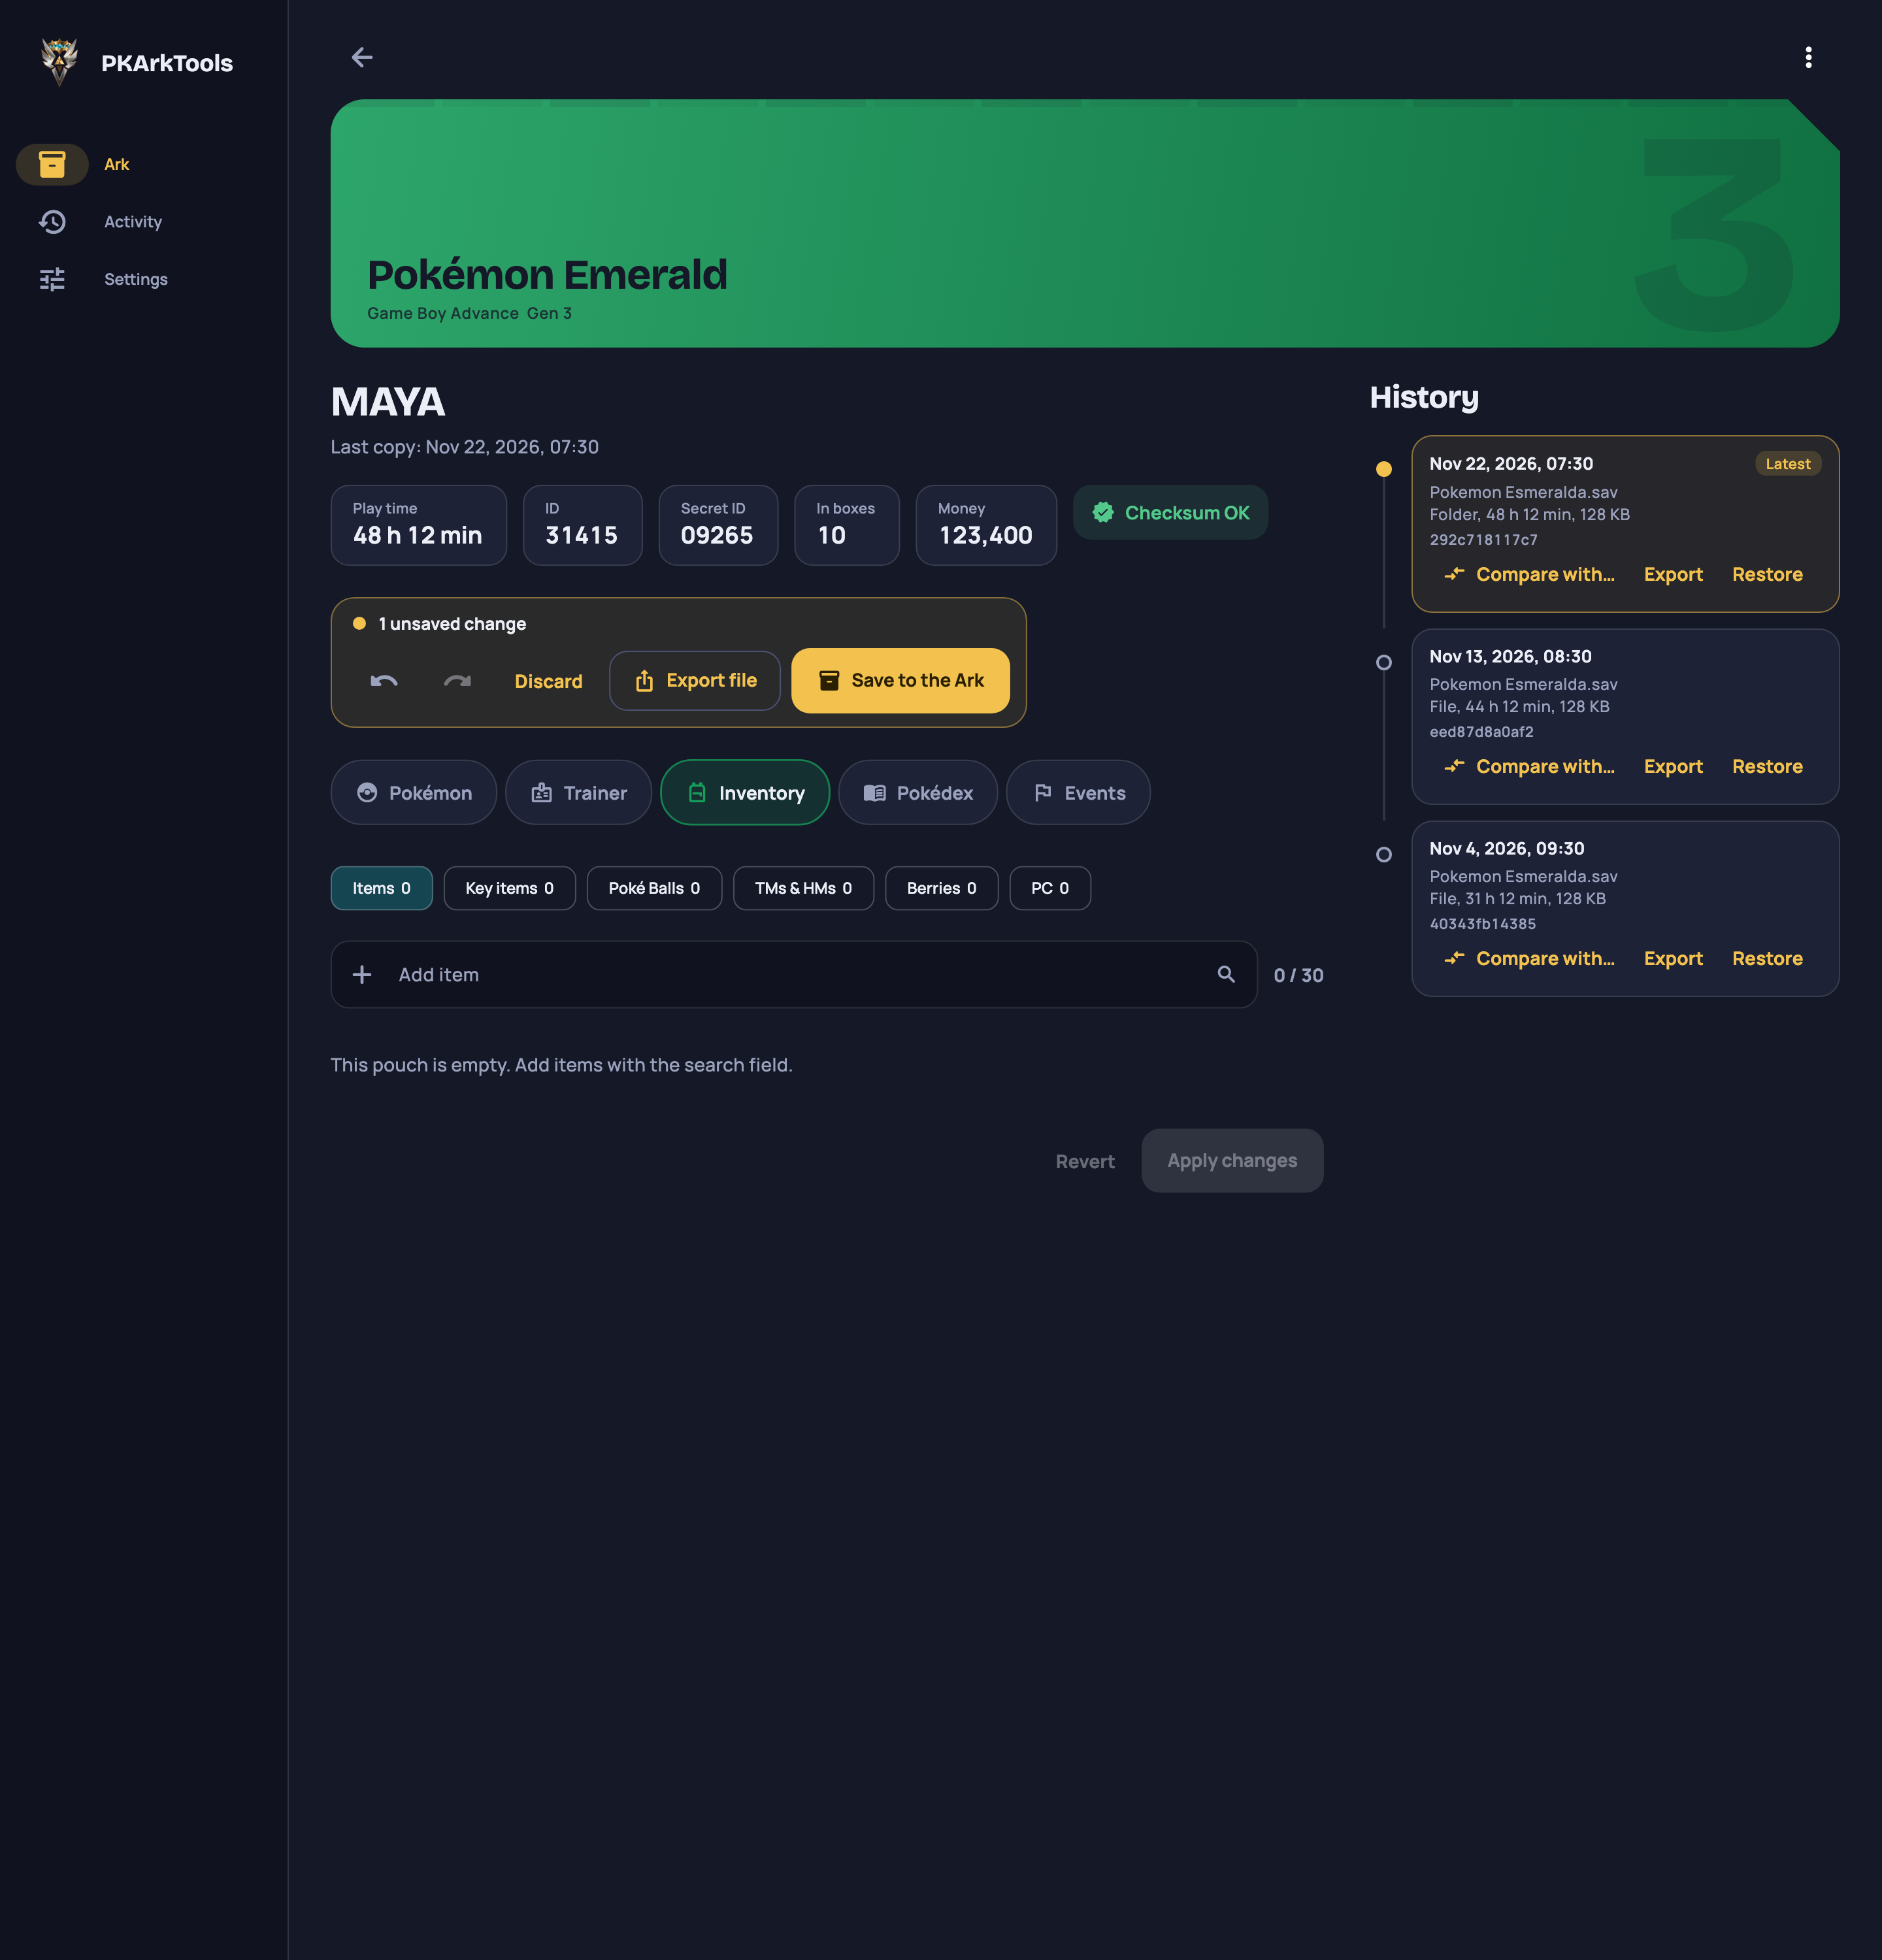 PKArkTools
Ark
Activity
Settings
3
Pokémon Emerald
Game Boy Advance Gen 3
MAYA
Last copy: Nov 22, 2026, 07:30
Play time
48 h 12 min
ID
31415
Secret ID
09265
In boxes
10
Money
123,400
Checksum OK
1 unsaved change
Discard
Export file
Save to the Ark
Pokémon
Trainer
Inventory
Pokédex
Events
Items 0
Key items 0
Poké Balls 0
TMs & HMs 0
Berries 0
PC 0
Add item
0 / 30
This pouch is empty. Add items with the search field.
Revert
Apply changes
History
Nov 22, 2026, 07:30
Latest
Pokemon Esmeralda.sav
Folder, 48 h 12 min, 128 KB
292c718117c7
Compare with...
Export
Restore
Nov 13, 2026, 08:30
Pokemon Esmeralda.sav
File, 44 h 12 min, 128 KB
eed87d8a0af2
Compare with...
Export
Restore
Nov 4, 2026, 09:30
Pokemon Esmeralda.sav
File, 31 h 12 min, 128 KB
40343fb14385
Compare with...
Export
Restore